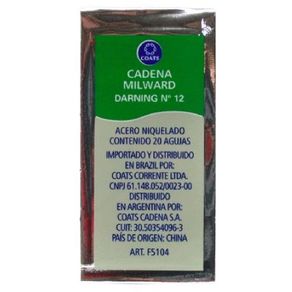 COATS
CADENA
MILWARD
DARNING Nº 12
ACERO NIQUELADO
CONTENIDO 20 AGUJAS
IMPORTADO Y DISTRIBUIDO
EN BRAZIL POR:
COATS CORRENTE LTDA.
CNPJ 61.148.052/0023-00
DISTRIBUIDO
EN ARGENTINA POR:
COATS CADENA S.A.
CUIT: 30.50354096-3
PAÍS DE ORIGEN: CHINA
ART. F5104